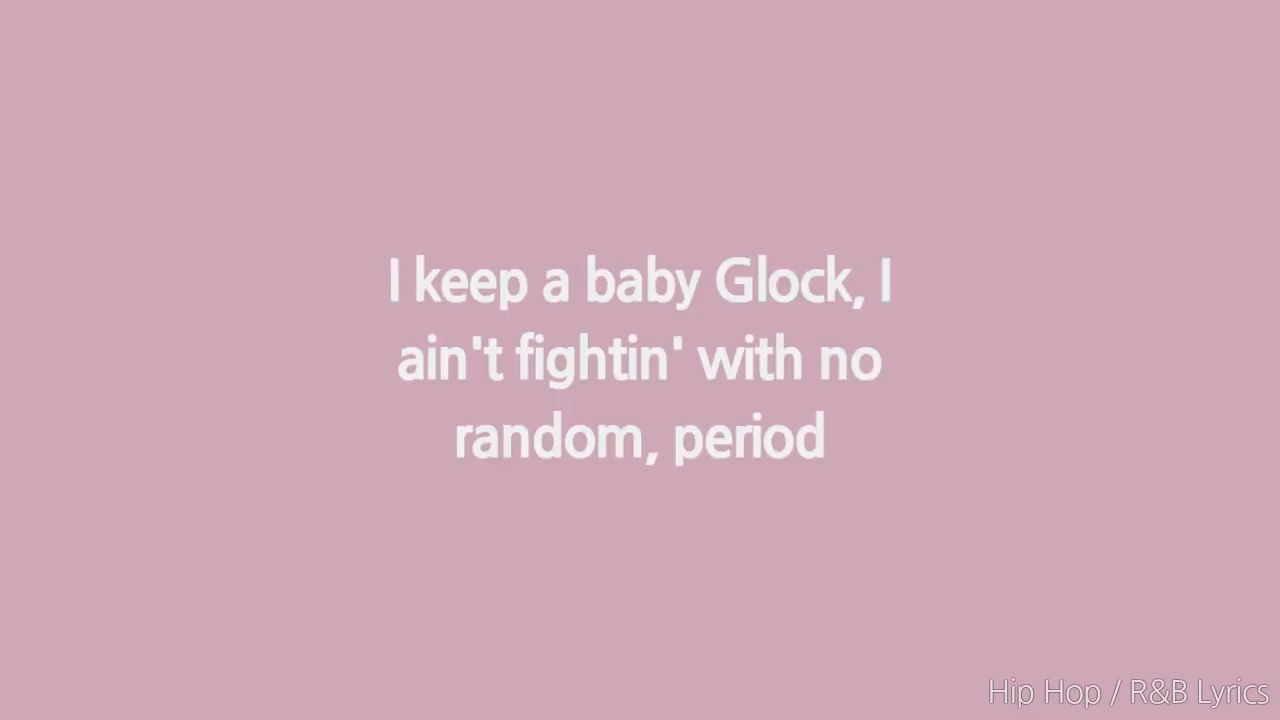 I keep a baby Glock, I
ain't fightin' with no
random, period
Hip Hop / R&B Lyrics